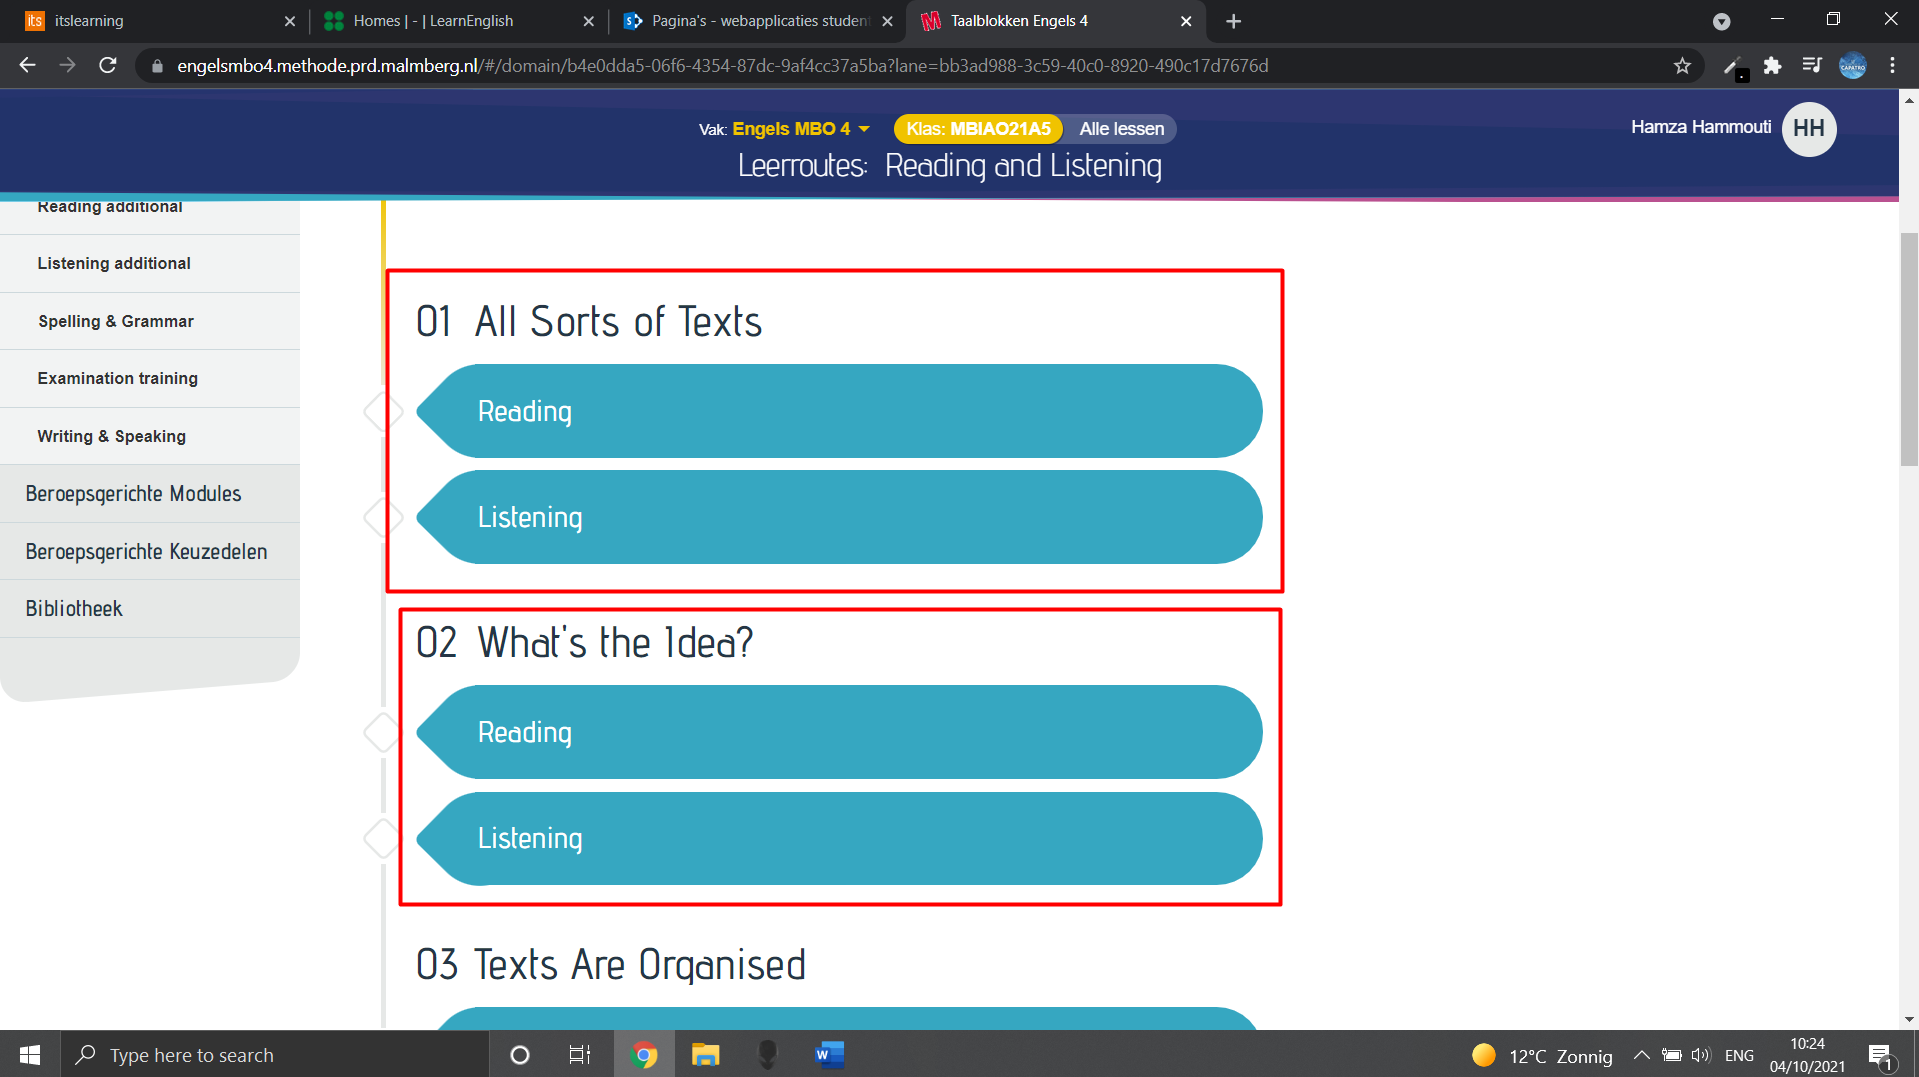 its itslearning
Homes | - | LearnEnglish
Pagina's - webapplicaties studen
Taalblokken Engels 4
engelsmbo4.methode.prd.malmberg.nl/#/domain/b4e0dda5-06f6-4354-87dc-9af4cc37a5ba?lane=bb3ad988-3c59-40c0-8920-490c17d7676d
Vak: Engels MBO 4
Klas: MBIAO21A5
Alle lessen
Hamza Hammouti
HH
Leerroutes: Reading and Listening
Reading additional
Listening additional
Spelling & Grammar
Examination training
Writing & Speaking
Beroepsgerichte Modules
Beroepsgerichte Keuzedelen
Bibliotheek
01 All Sorts of Texts
Reading
Listening
02 What's the Idea?
Reading
Listening
03 Texts Are Organised
Type here to search
12°C Zonnig
ENG
10:24
04/10/2021
1